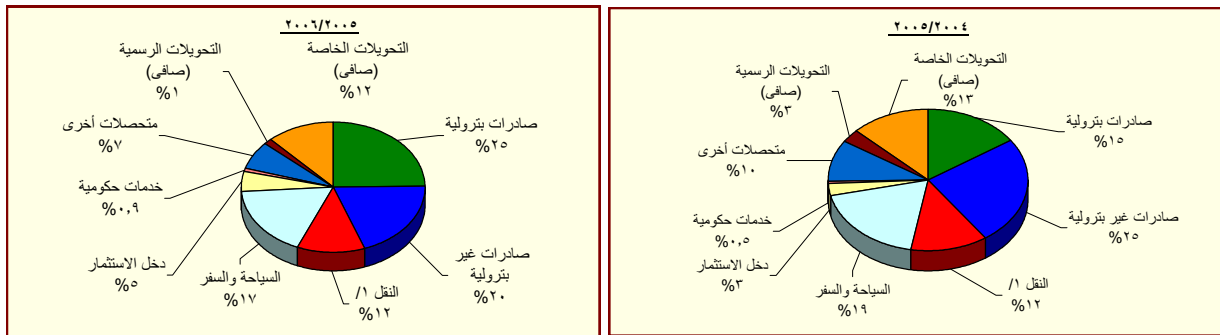 ٢٠٠٥/٢٠٠٤
التحويلات الخاصة
(صافى)
%١٣
التحويلات الرسمية
(صافى)
%٣
صادرات بترولية
%١٥
متحصلات أخرى
%١٠
صادرات غير بترولية
%٢٥
خدمات حكومية
%٠,٥
دخل الاستثمار
%٣
السياحة والسفر
%١٩
النقل ١/
%١٢
٢٠٠٦/٢٠٠٥
التحويلات الخاصة
(صافى)
%١٢
التحويلات الرسمية
(صافى)
%١
صادرات بترولية
%٢٥
متحصلات أخرى
%٧
خدمات حكومية
%٠,٩
صادرات غير
بترولية
%٢٠
دخل الاستثمار
%٥
السياحة والسفر
%١٧
النقل ١/
%١٢